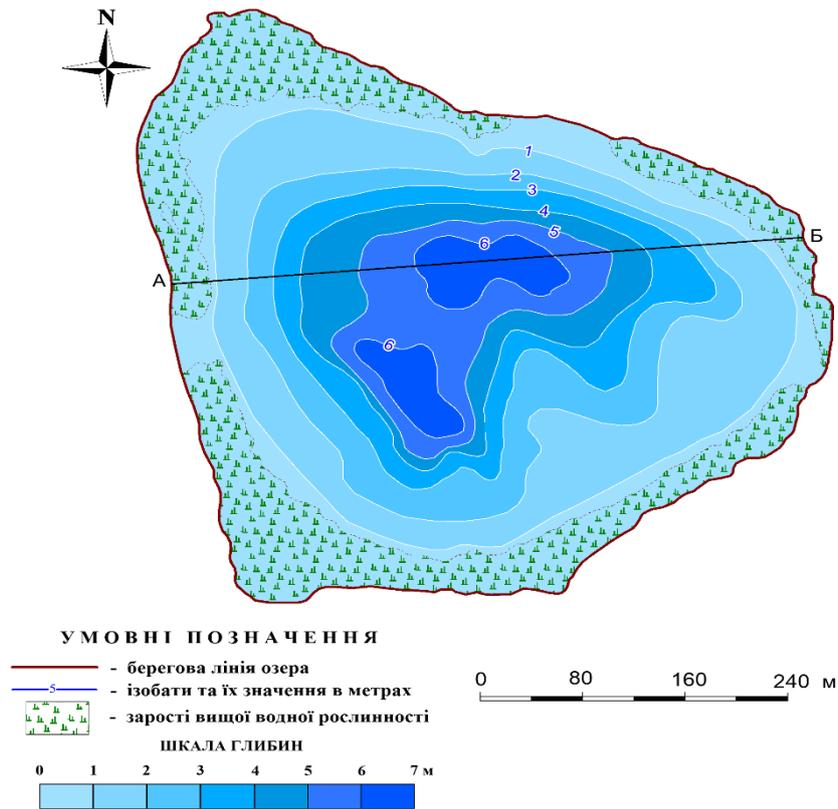 N
1
2
3
4
5
6
6
А
Б
УМОВНІ ПОЗНАЧЕННЯ
- берегова лінія озера
5 - ізобати та їх значення в метрах
- зарості вищої водної рослинності
ШКАЛА ГЛИБИН
0 1 2 3 4 5 6 7 м
0 80 160 240 м